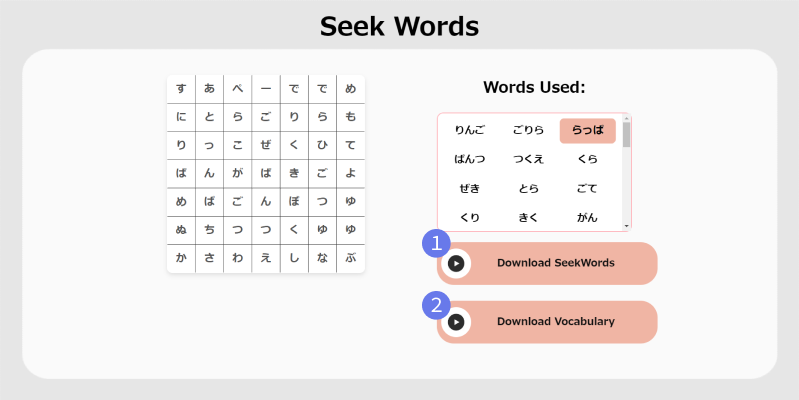 Seek Words
す あ ぺ ー で で め
に と ら ご り ら も
り っ こ ぜ く ひ て
ぱ ん が ば き ご よ
め ば ご ん ぼ つ ゆ
ぬ ち つ つ く ゆ ゆ
か さ わ え し な ぶ
Words Used:
りんご ごりら らっぱ
ぱんつ つくえ くら
ぜき とら ごて
くり きく がん
1
Download SeekWords
2
Download Vocabulary